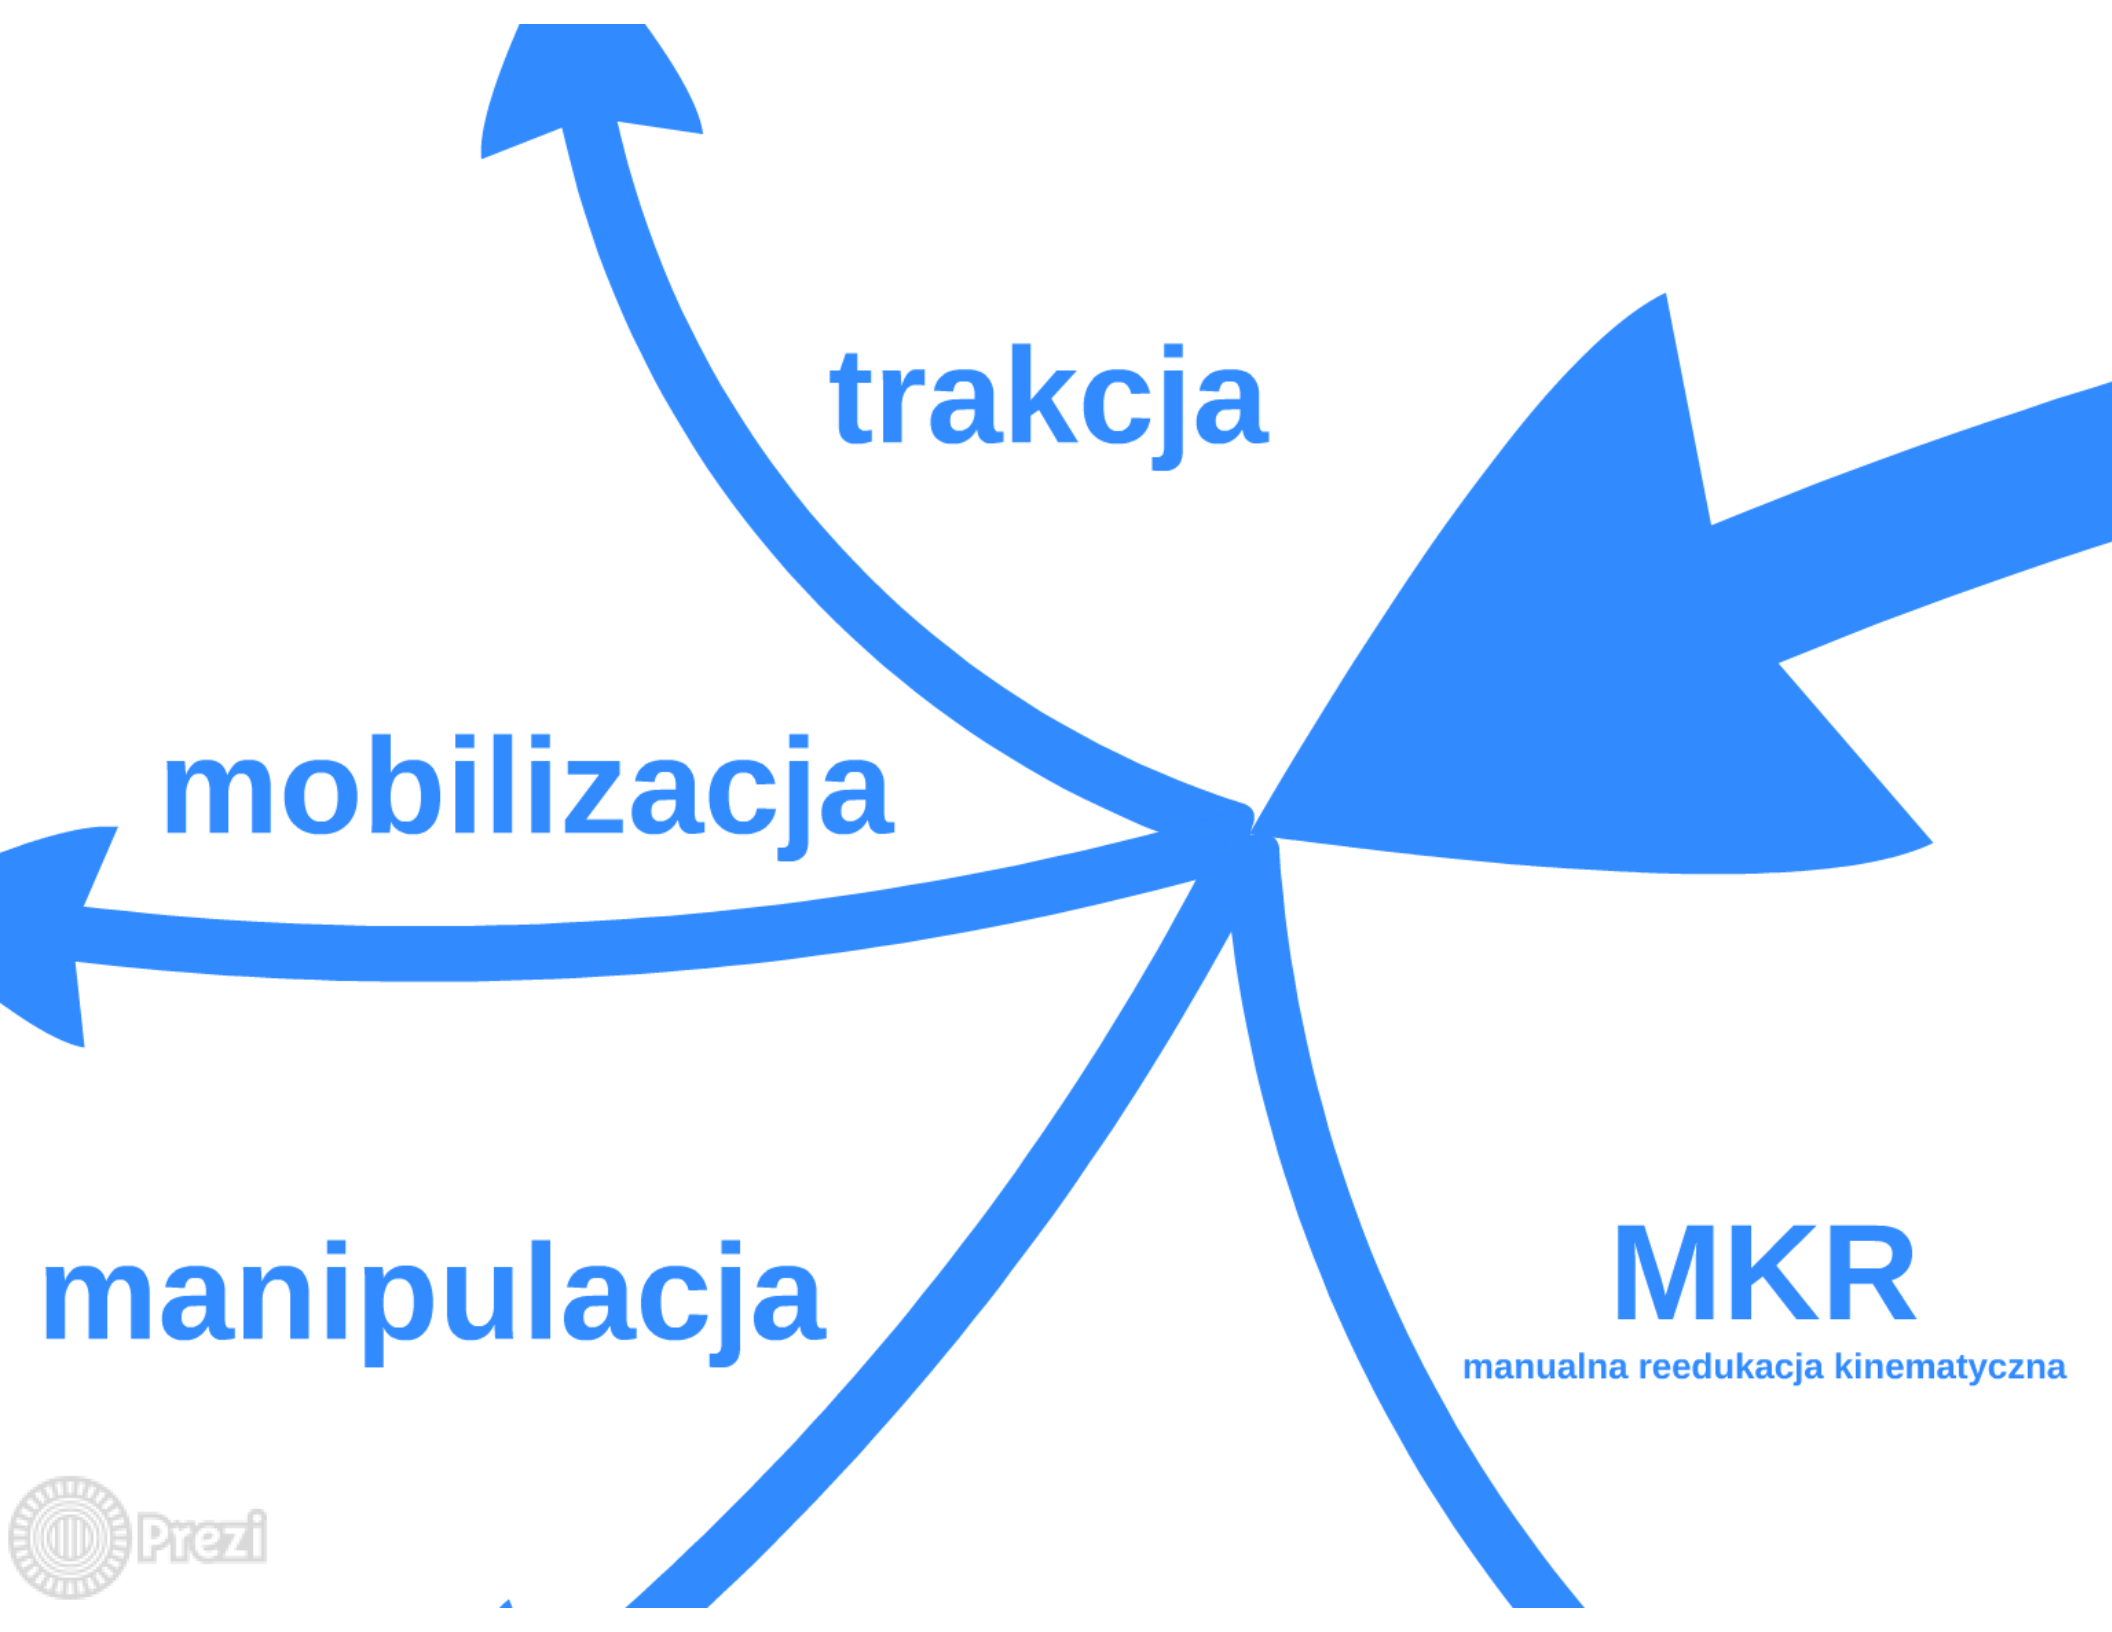 trakcja
mobilizacja
manipulacja
MKR
manualna reedukacja kinematyczna
Prezi